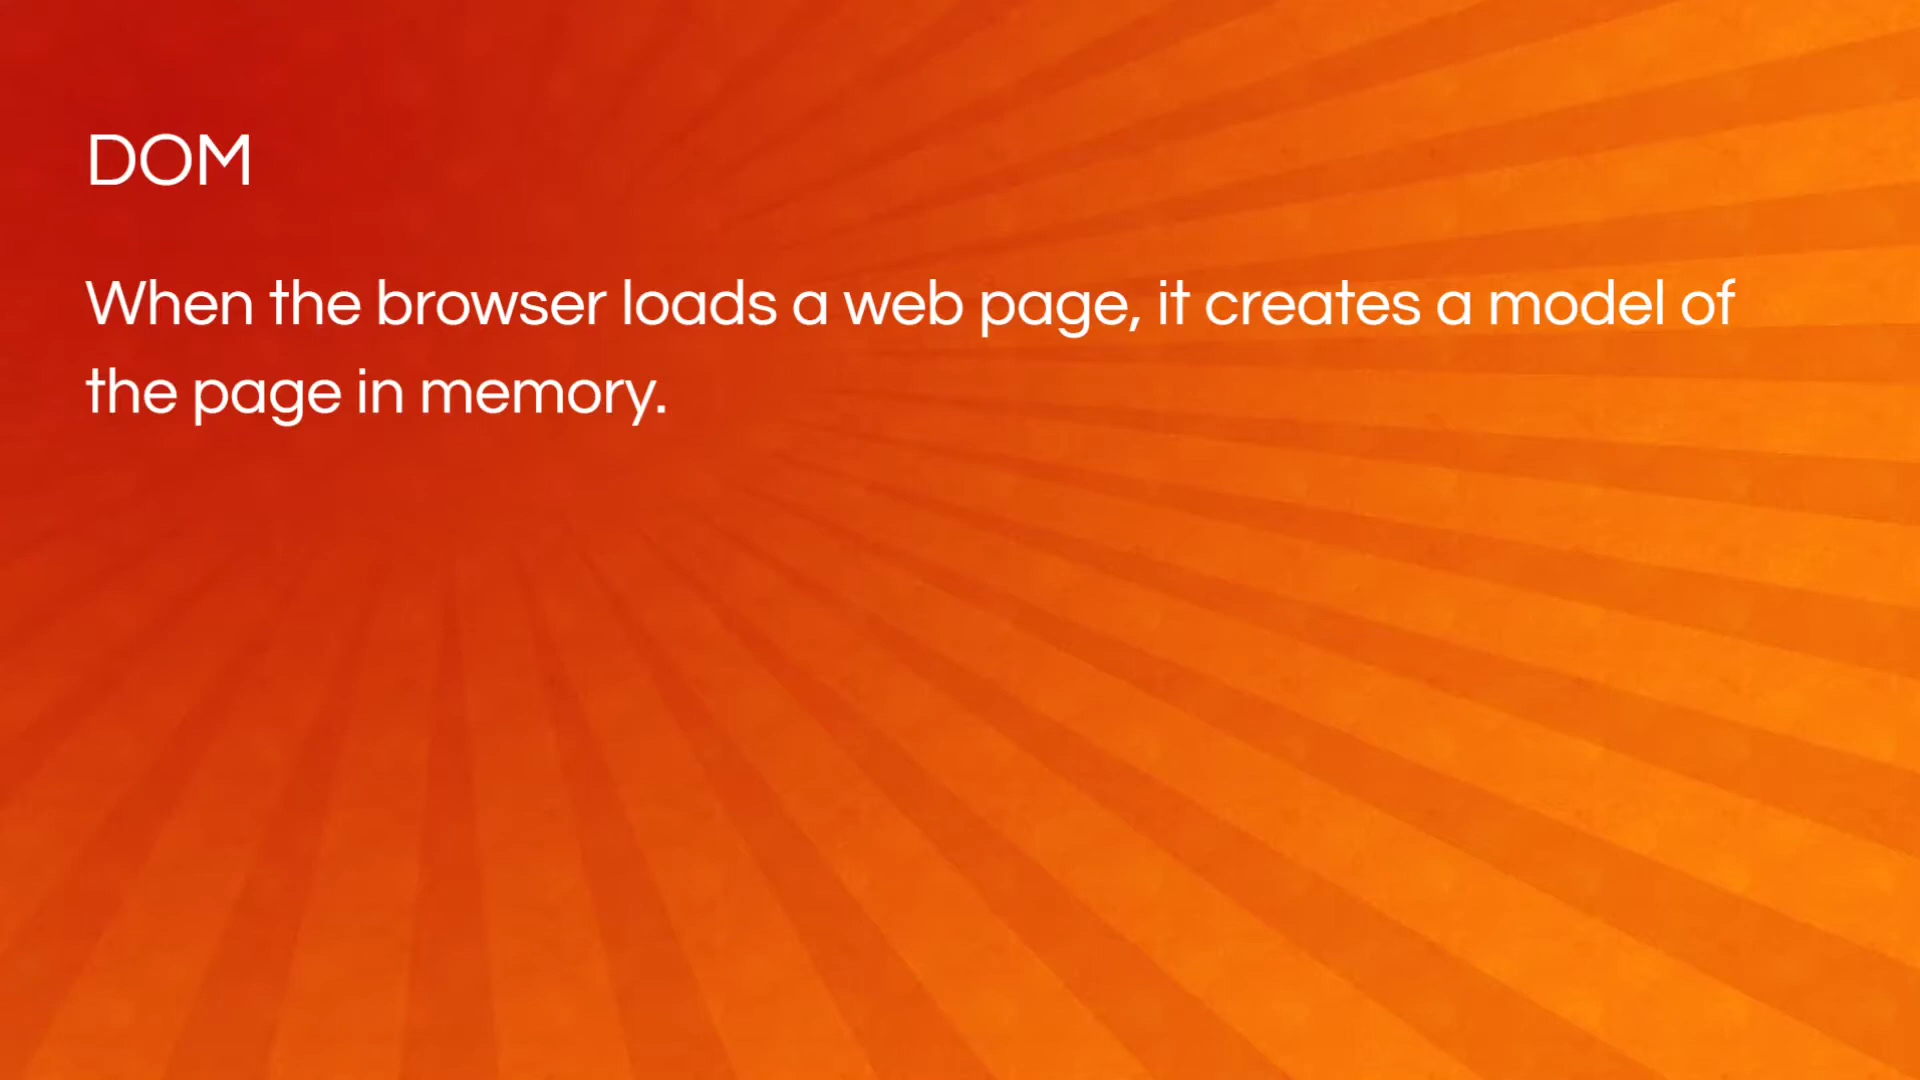 DOM
When the browser loads a web page, it creates a model of
the page in memory.